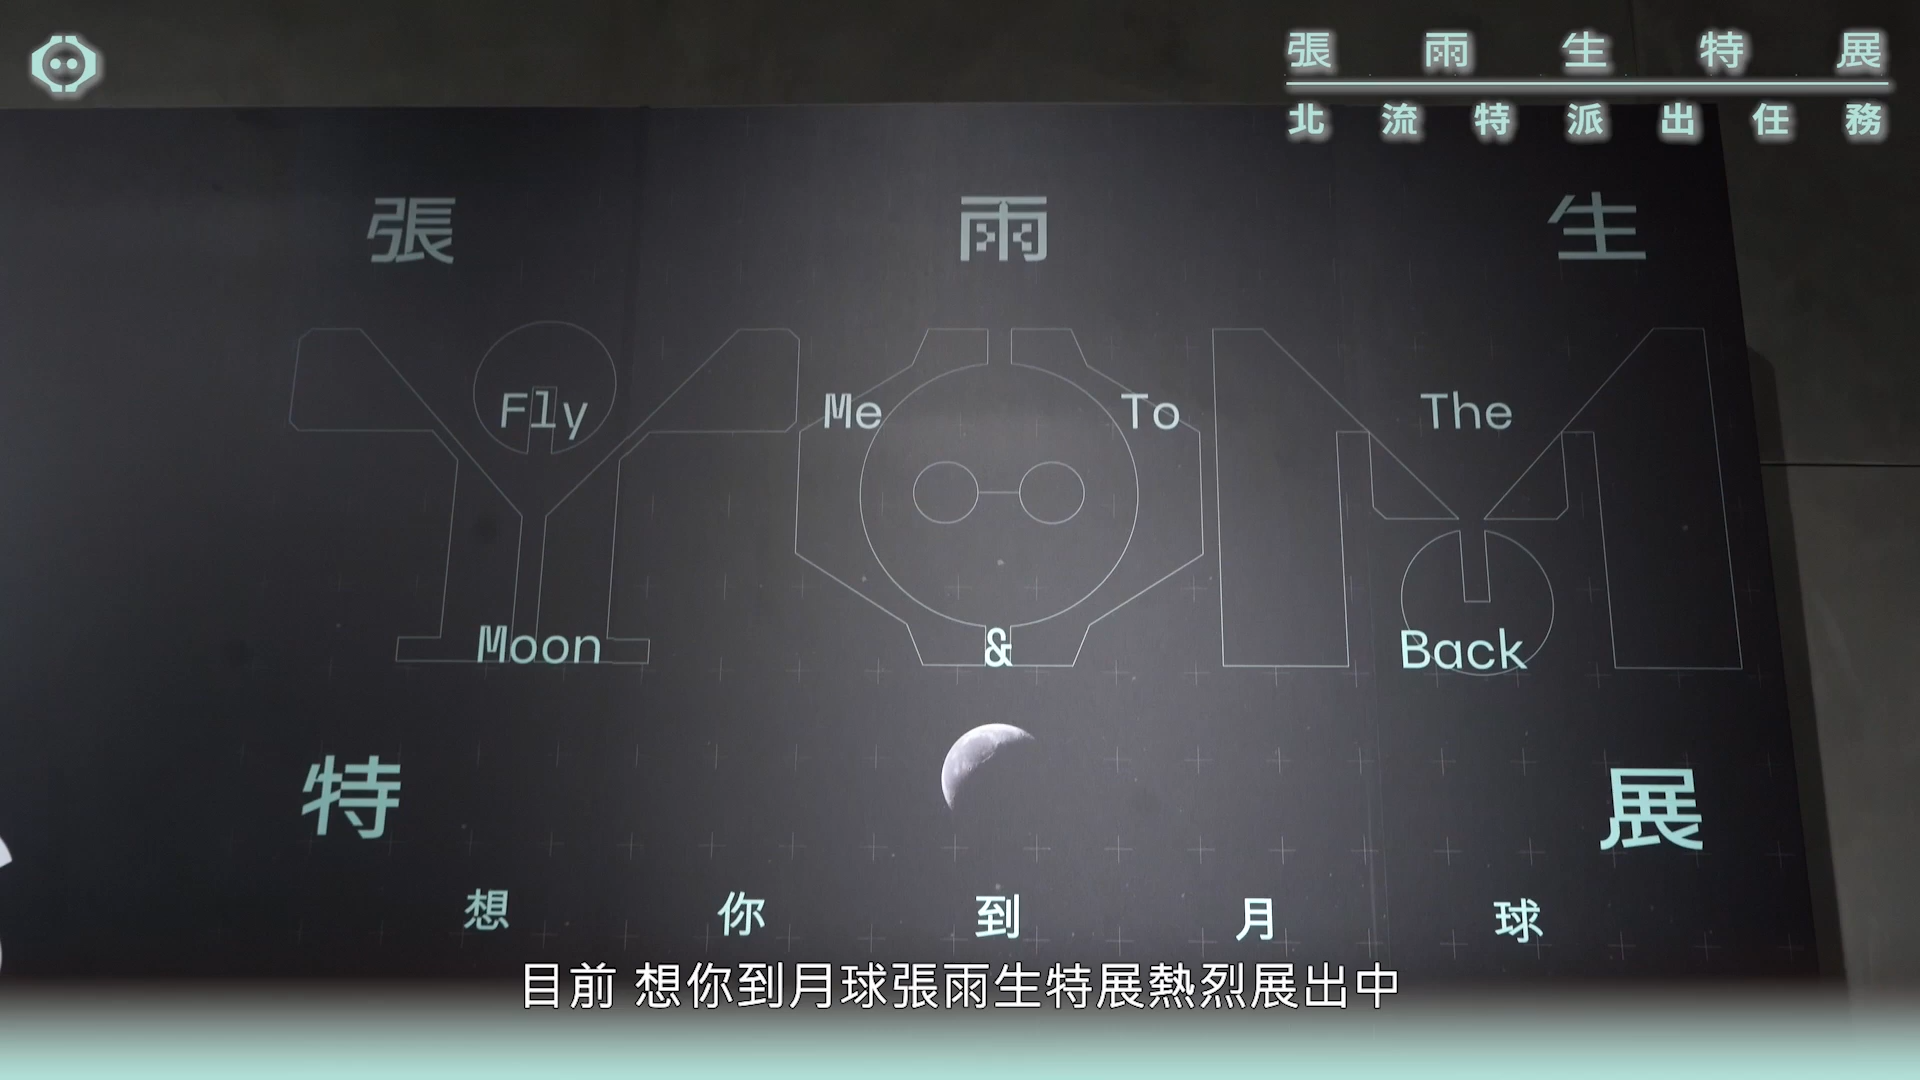 張雨生特展
北流特派出任務
張雨生
Fly Me To The
Moon & Back
特展
想你到月球
目前 想你到月球張雨生特展熱烈展出中